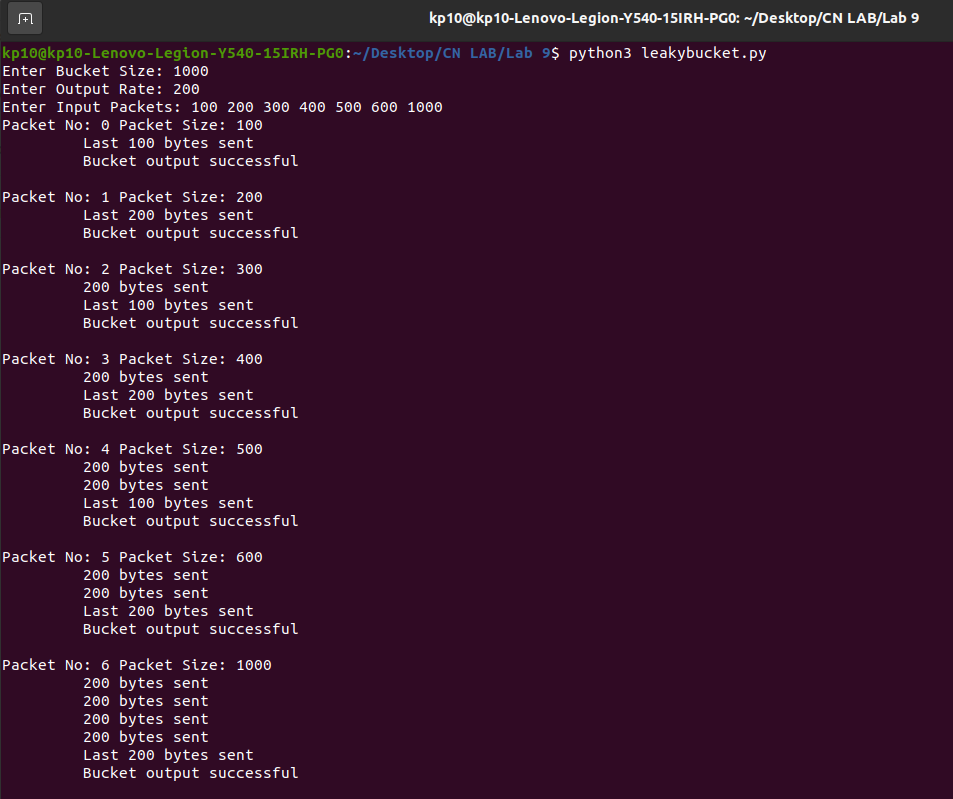 kp10@kp10-Lenovo-Legion-Y540-15IRH-PG0: ~/Desktop/CN LAB/Lab 9
kp10@kp10-Lenovo-Legion-Y540-15IRH-PG0:~/Desktop/CN LAB/Lab 9$ python3 leakybucket.py
Enter Bucket Size: 1000
Enter Output Rate: 200
Enter Input Packets: 100 200 300 400 500 600 1000
Packet No: 0 Packet Size: 100
Last 100 bytes sent
Bucket output successful
Packet No: 1 Packet Size: 200
Last 200 bytes sent
Bucket output successful
Packet No: 2 Packet Size: 300
200 bytes sent
Last 100 bytes sent
Bucket output successful
Packet No: 3 Packet Size: 400
200 bytes sent
Last 200 bytes sent
Bucket output successful
Packet No: 4 Packet Size: 500
200 bytes sent
200 bytes sent
Last 100 bytes sent
Bucket output successful
Packet No: 5 Packet Size: 600
200 bytes sent
200 bytes sent
Last 200 bytes sent
Bucket output successful
Packet No: 6 Packet Size: 1000
200 bytes sent
200 bytes sent
200 bytes sent
200 bytes sent
Last 200 bytes sent
Bucket output successful